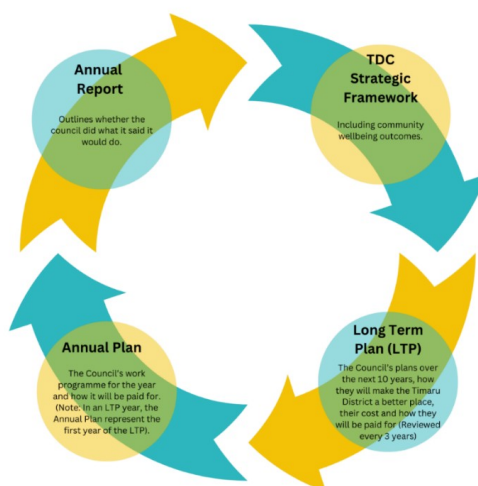 Annual
Report
Outlines whether the
council did what it said it
would do.
TDC
Strategic
Framework
Including community
wellbeing outcomes.
Long Term
Plan (LTP)
The Council's plans over
the next 10 years, how
they will make the Timaru
District a better place,
their cost and how they
will be paid for (Reviewed
every 3 years)
Annual Plan
The Council's work
programme for the year
and how it will be paid for.
(Note: In an LTP year, the
Annual Plan represent the
first year of the LTP).